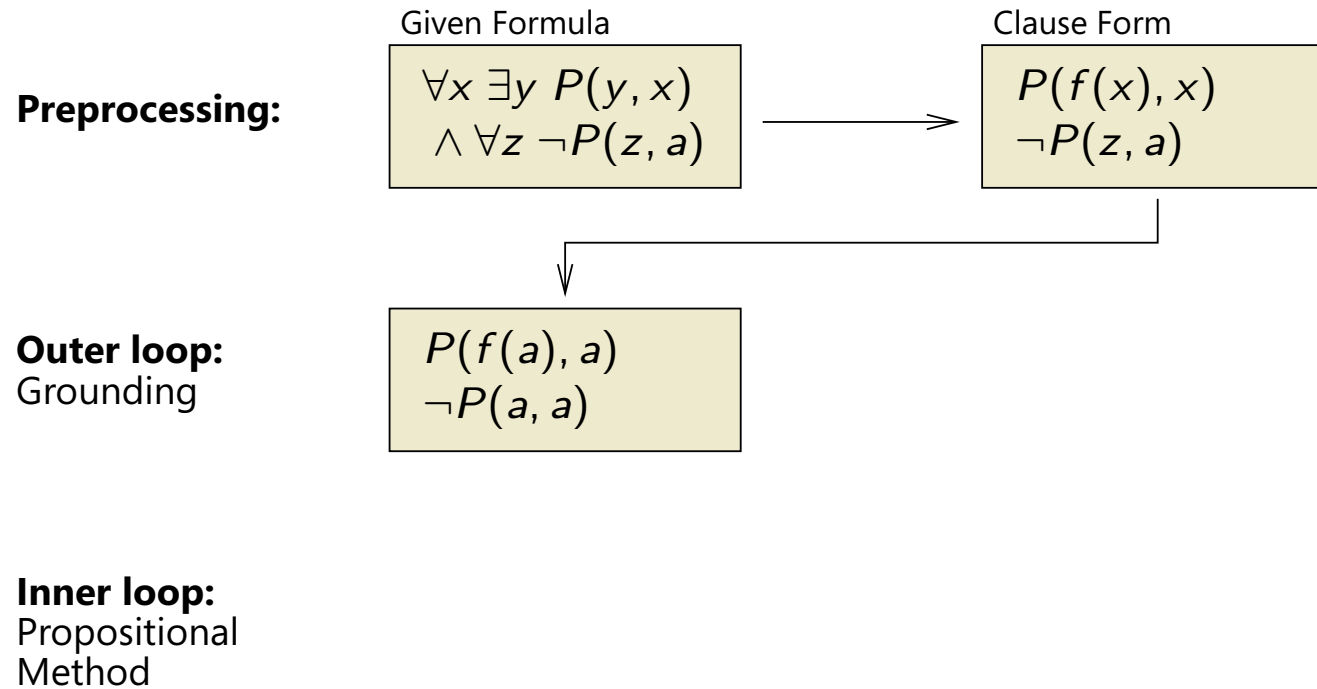 Given Formula
Clause Form
Preprocessing:
∀x ∃y P(y, x)
∧ ∀z ¬P(z, a)
P(f(x), x)
¬P(z, a)
Outer loop:
Grounding
P(f(a), a)
¬P(a, a)
Inner loop:
Propositional
Method